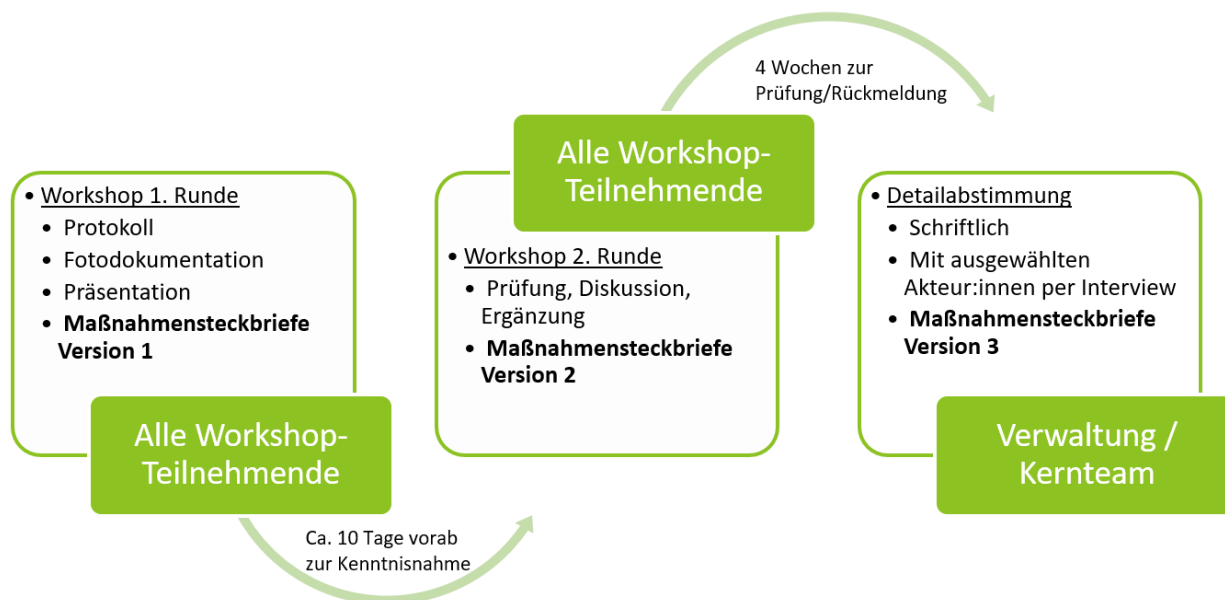 • Workshop 1. Runde
• Protokoll
• Fotodokumentation
• Präsentation
• Maßnahmensteckbriefe
Version 1
Alle Workshop-
Teilnehmende
Ca. 10 Tage vorab
zur Kenntnisnahme
Alle Workshop-
Teilnehmende
• Workshop 2. Runde
• Prüfung, Diskussion,
Ergänzung
• Maßnahmensteckbriefe
Version 2
4 Wochen zur
Prüfung/Rückmeldung
• Detailabstimmung
• Schriftlich
• Mit ausgewählten
Akteur:innen per Interview
• Maßnahmensteckbriefe
Version 3
Verwaltung /
Kernteam